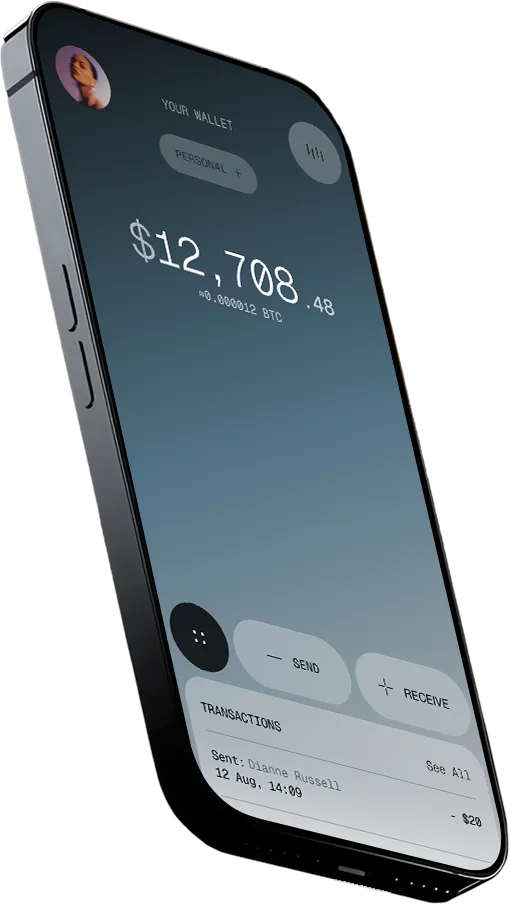 YOUR WALLET
PERSONAL +
$12,708.48
≈0.000012 BTC
SEND
RECEIVE
TRANSACTIONS
See All
Sent: Dianne Russell
12 Aug, 14:09
- $20